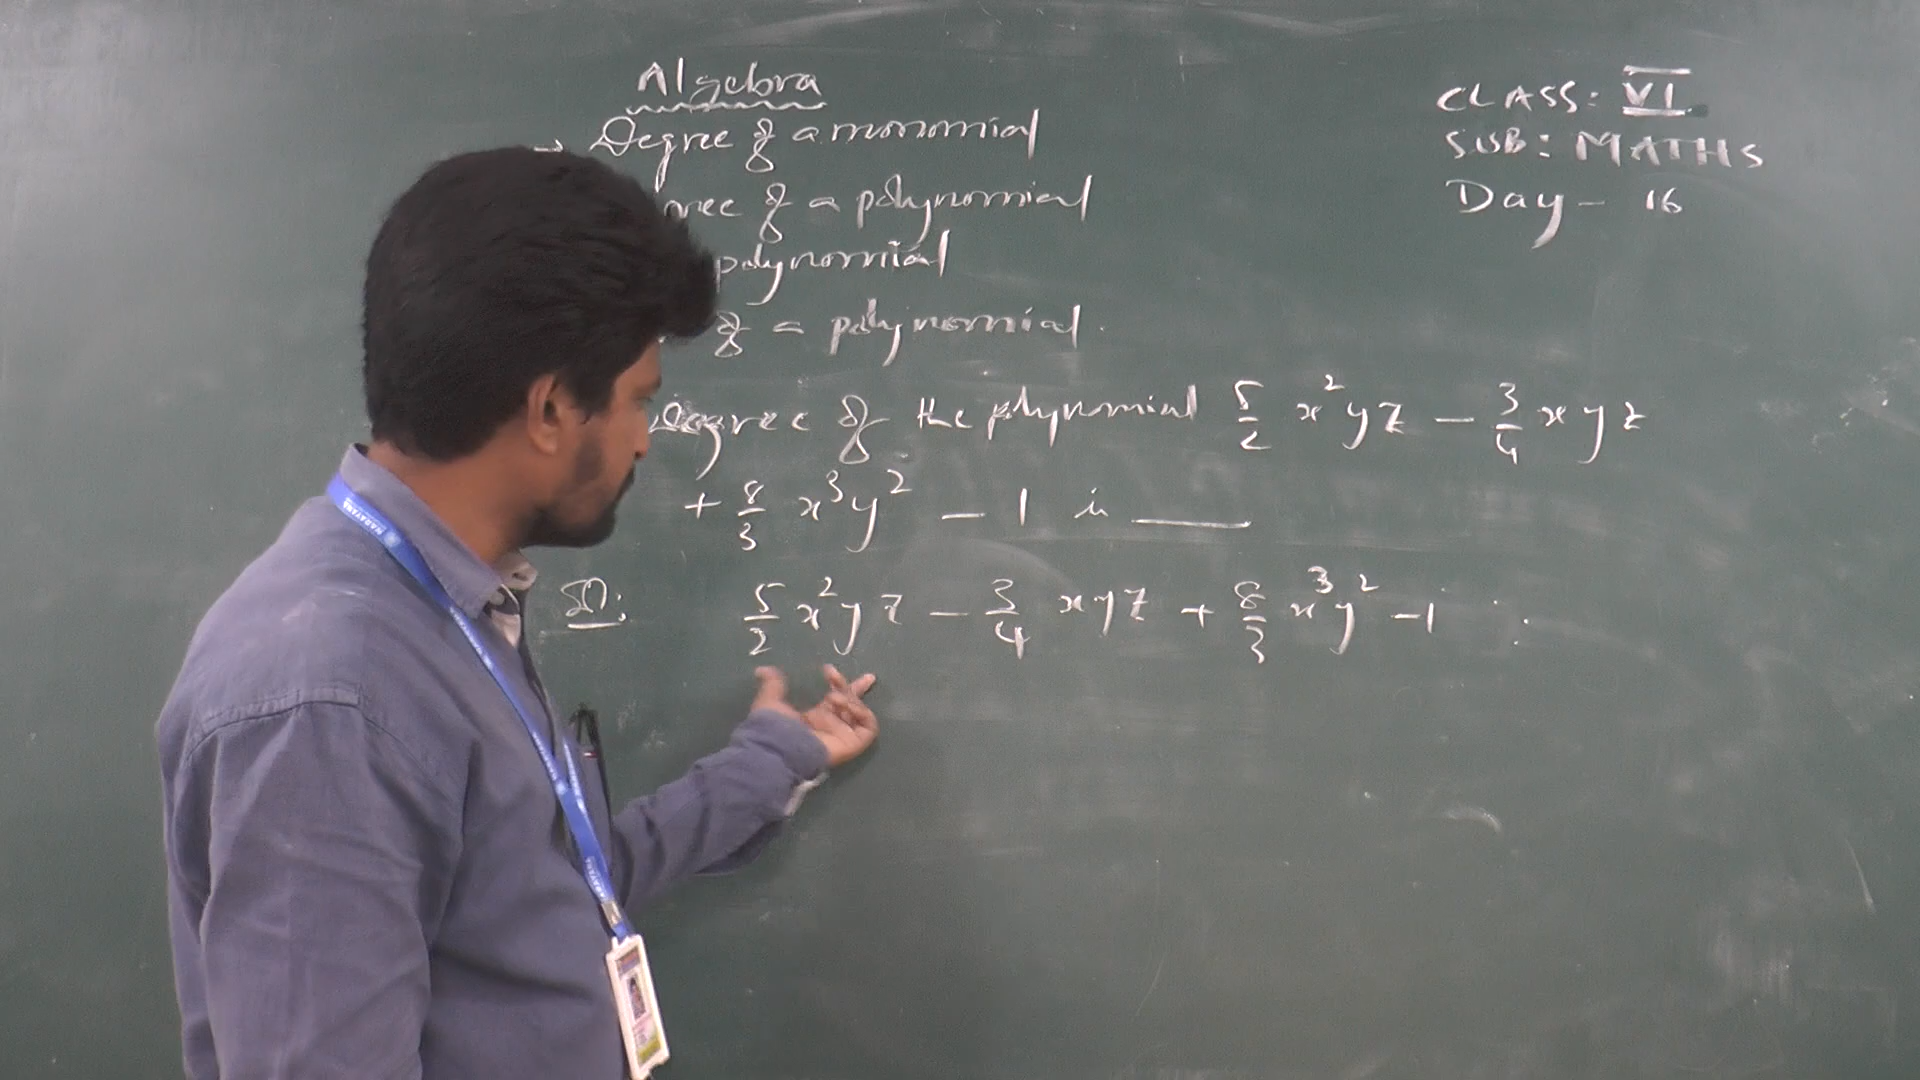 Algebra
CLASS: VI
→ Degree of a monomial
SUB: MATHS
of a polynomial
Day - 16
polynomial
of a polynomial.
Degree of the polynomial 5/2 x²yz - 3/4 xyz
+ 8/3 x³y² - 1 is ____
Sol: 5/2 x²yz - 3/4 xyz + 8/3 x³y² - 1
NARAYANA
NARAYANA